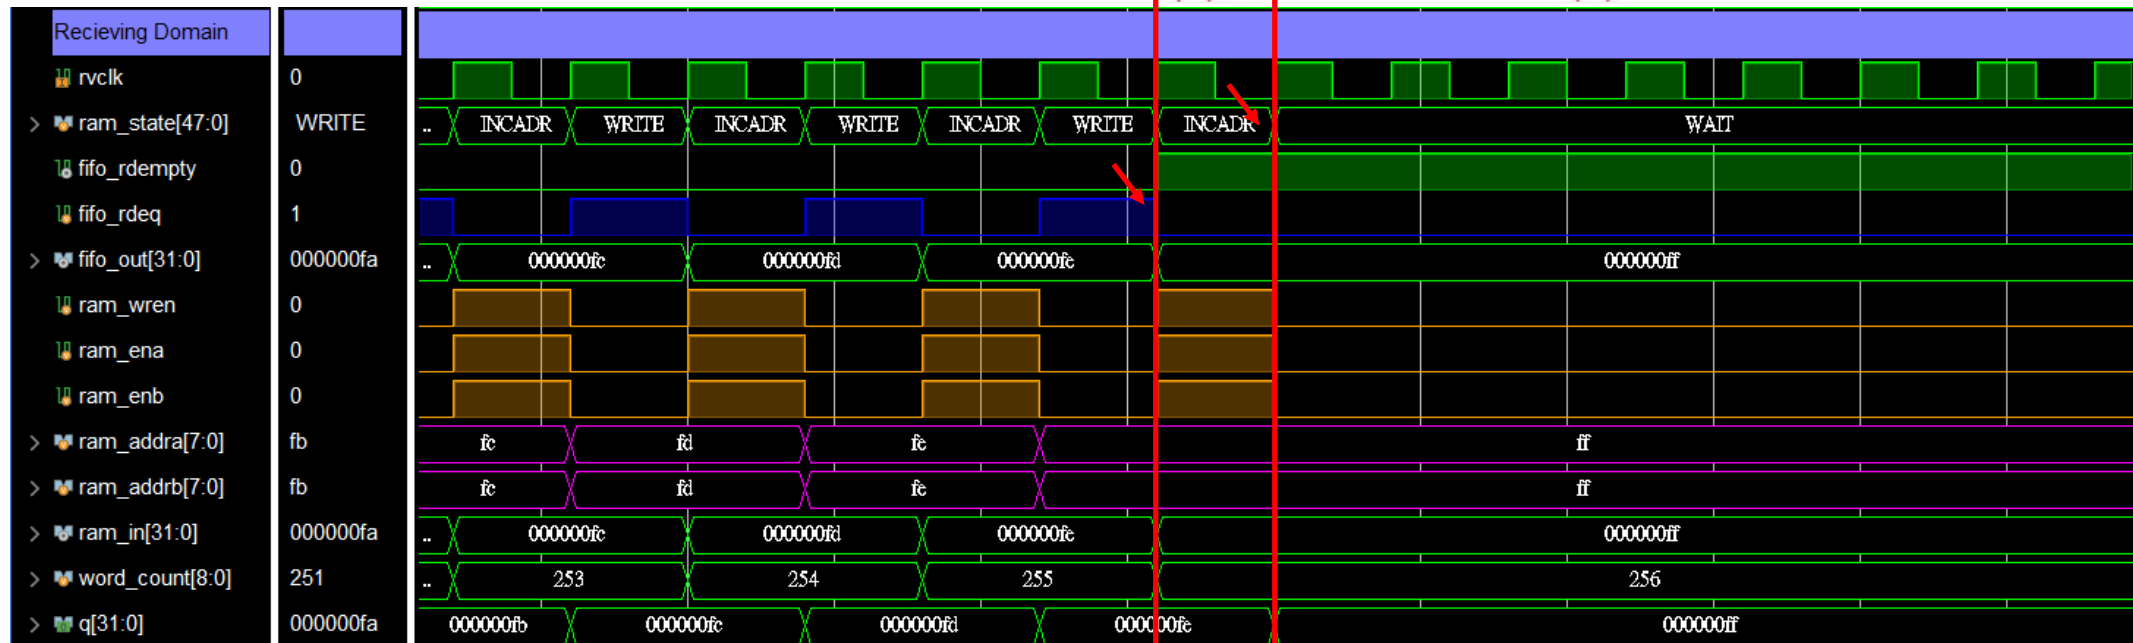 Recieving Domain
rvclk 0
ram_state[47:0] WRITE .. INCADR WRITE INCADR WRITE INCADR WRITE INCADR WAIT
fifo_rdempty 0
fifo_rdeq 1
fifo_out[31:0] 000000fa .. 000000fc 000000fd 000000fe 000000ff
ram_wren 0
ram_ena 0
ram_enb 0
ram_addra[7:0] fb fc fd fe ff
ram_addrb[7:0] fb fc fd fe ff
ram_in[31:0] 000000fa .. 000000fc 000000fd 000000fe 000000ff
word_count[8:0] 251 .. 253 254 255 256
q[31:0] 000000fa 000000fb 000000fc 000000fd 000000fe 000000ff